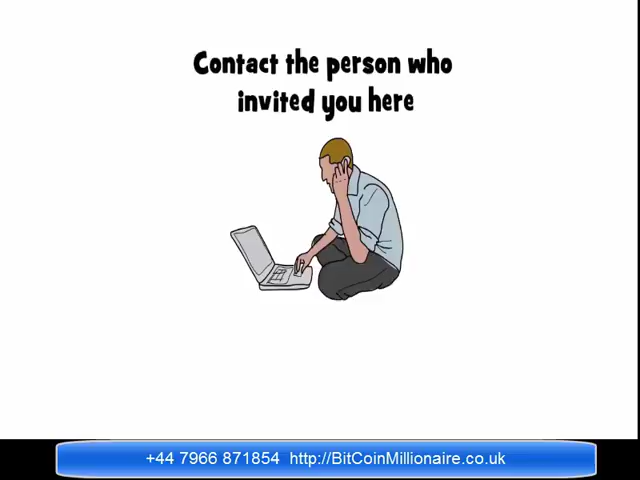 Contact the person who
invited you here
+44 7966 871854 http://BitCoinMillionaire.co.uk